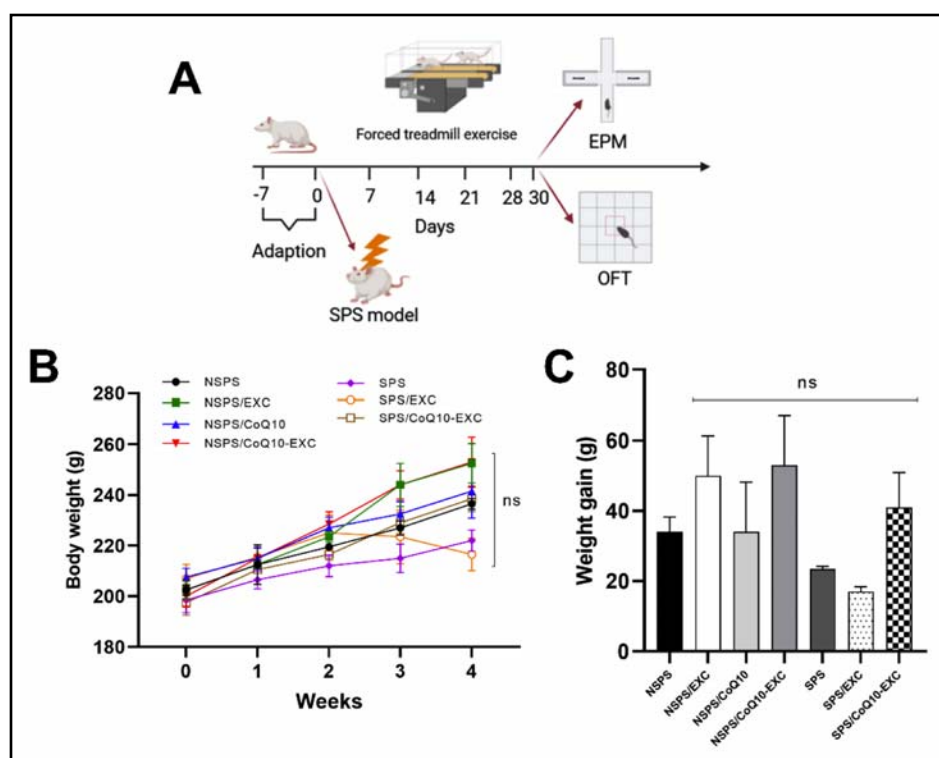 A
Forced treadmill exercise
EPM
-7 0 7 14 21 28 30
Days
Adaption
SPS model
OFT
B
NSPS
NSPS/EXC
NSPS/CoQ10
NSPS/CoQ10-EXC
SPS
SPS/EXC
SPS/CoQ10-EXC
280
260
240
220
200
180
Body weight (g)
ns
0 1 2 3 4
Weeks
C
ns
80
60
40
20
0
Weight gain (g)
NSPS
NSPS/EXC
NSPS/CoQ10
NSPS/CoQ10-EXC
SPS
SPS/EXC
SPS/CoQ10-EXC